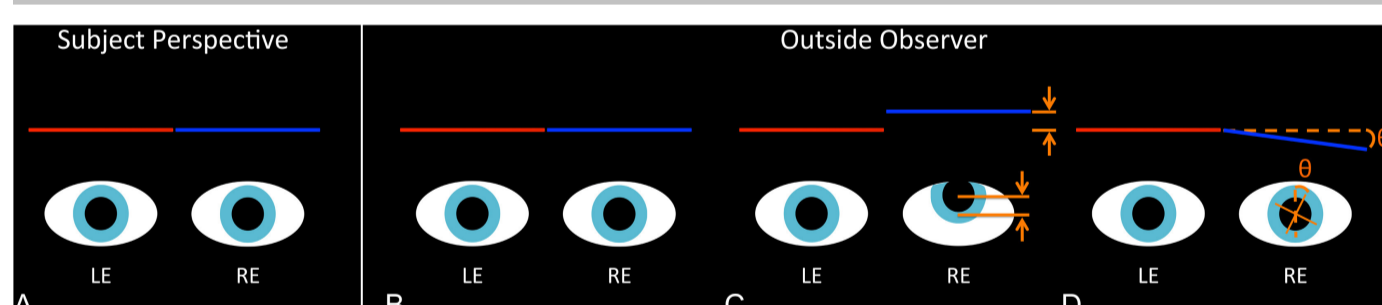 Subject Perspective
Outside Observer
θ
θ
LE RE LE RE LE RE LE RE
A B C D